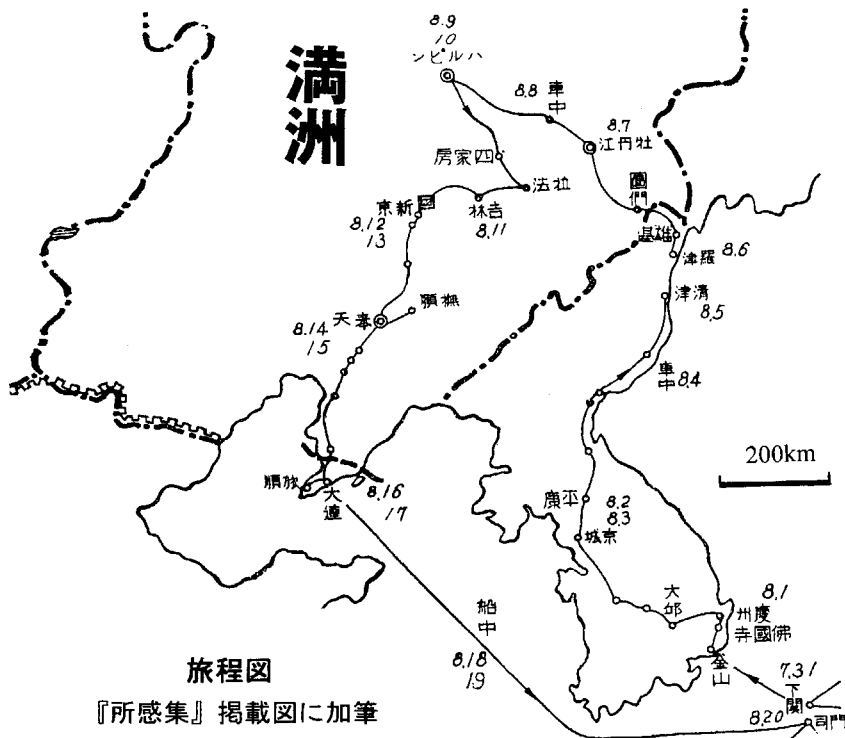 満洲
8.9
10
ハルピン
8.8
車中
8.7
牡丹江
四家房
拉法
圖們
新京
8.12
13
吉林
8.11
雄基
羅津
8.6
清津
8.5
撫順
奉天
8.14
15
車中
8.4
200km
旅順
大連
8.16
17
平康
8.2
8.3
京城
大邱
8.1
慶州
佛國寺
釜山
船中
8.18
19
7.31
下関
8.20
門司
旅程図
『所感集』掲載図に加筆